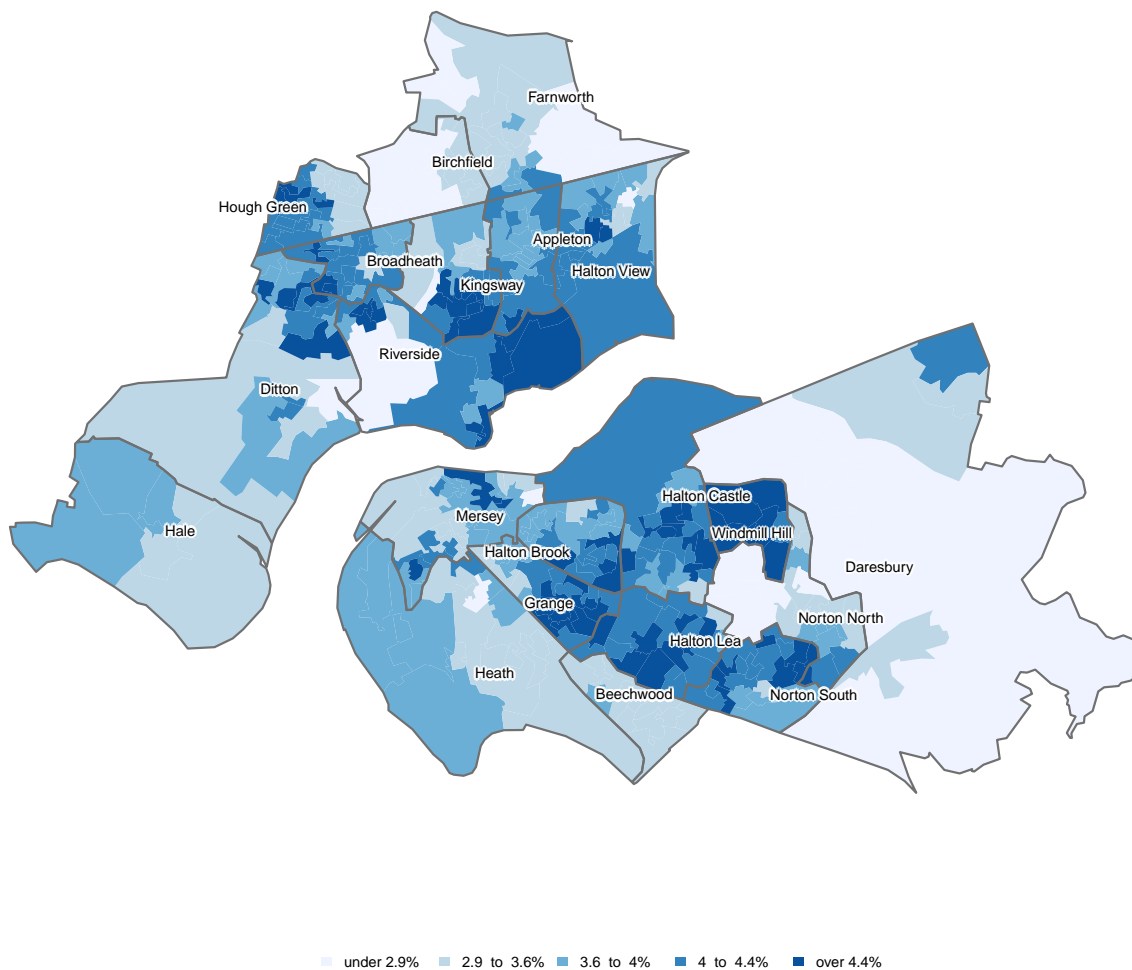 Farnworth
Birchfield
Hough Green
Appleton
Broadheath
Halton View
Kingsway
Riverside
Ditton
Halton Castle
Mersey
Hale
Windmill Hill
Halton Brook
Daresbury
Grange
Norton North
Halton Lea
Heath
Beechwood
Norton South
under 2.9% 2.9 to 3.6% 3.6 to 4% 4 to 4.4% over 4.4%